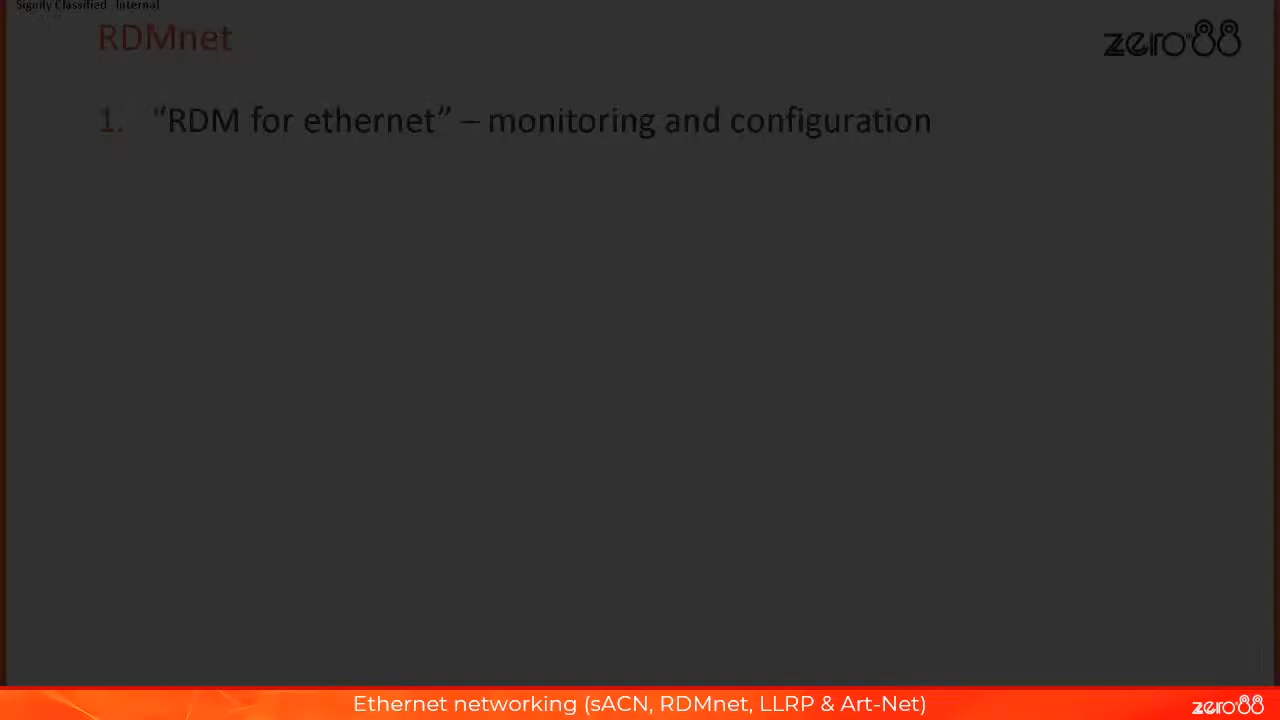 Signify Classified - Internal
RDMnet
zero88
1. “RDM for ethernet” – monitoring and configuration
Ethernet networking (sACN, RDMnet, LLRP & Art-Net)
zero88